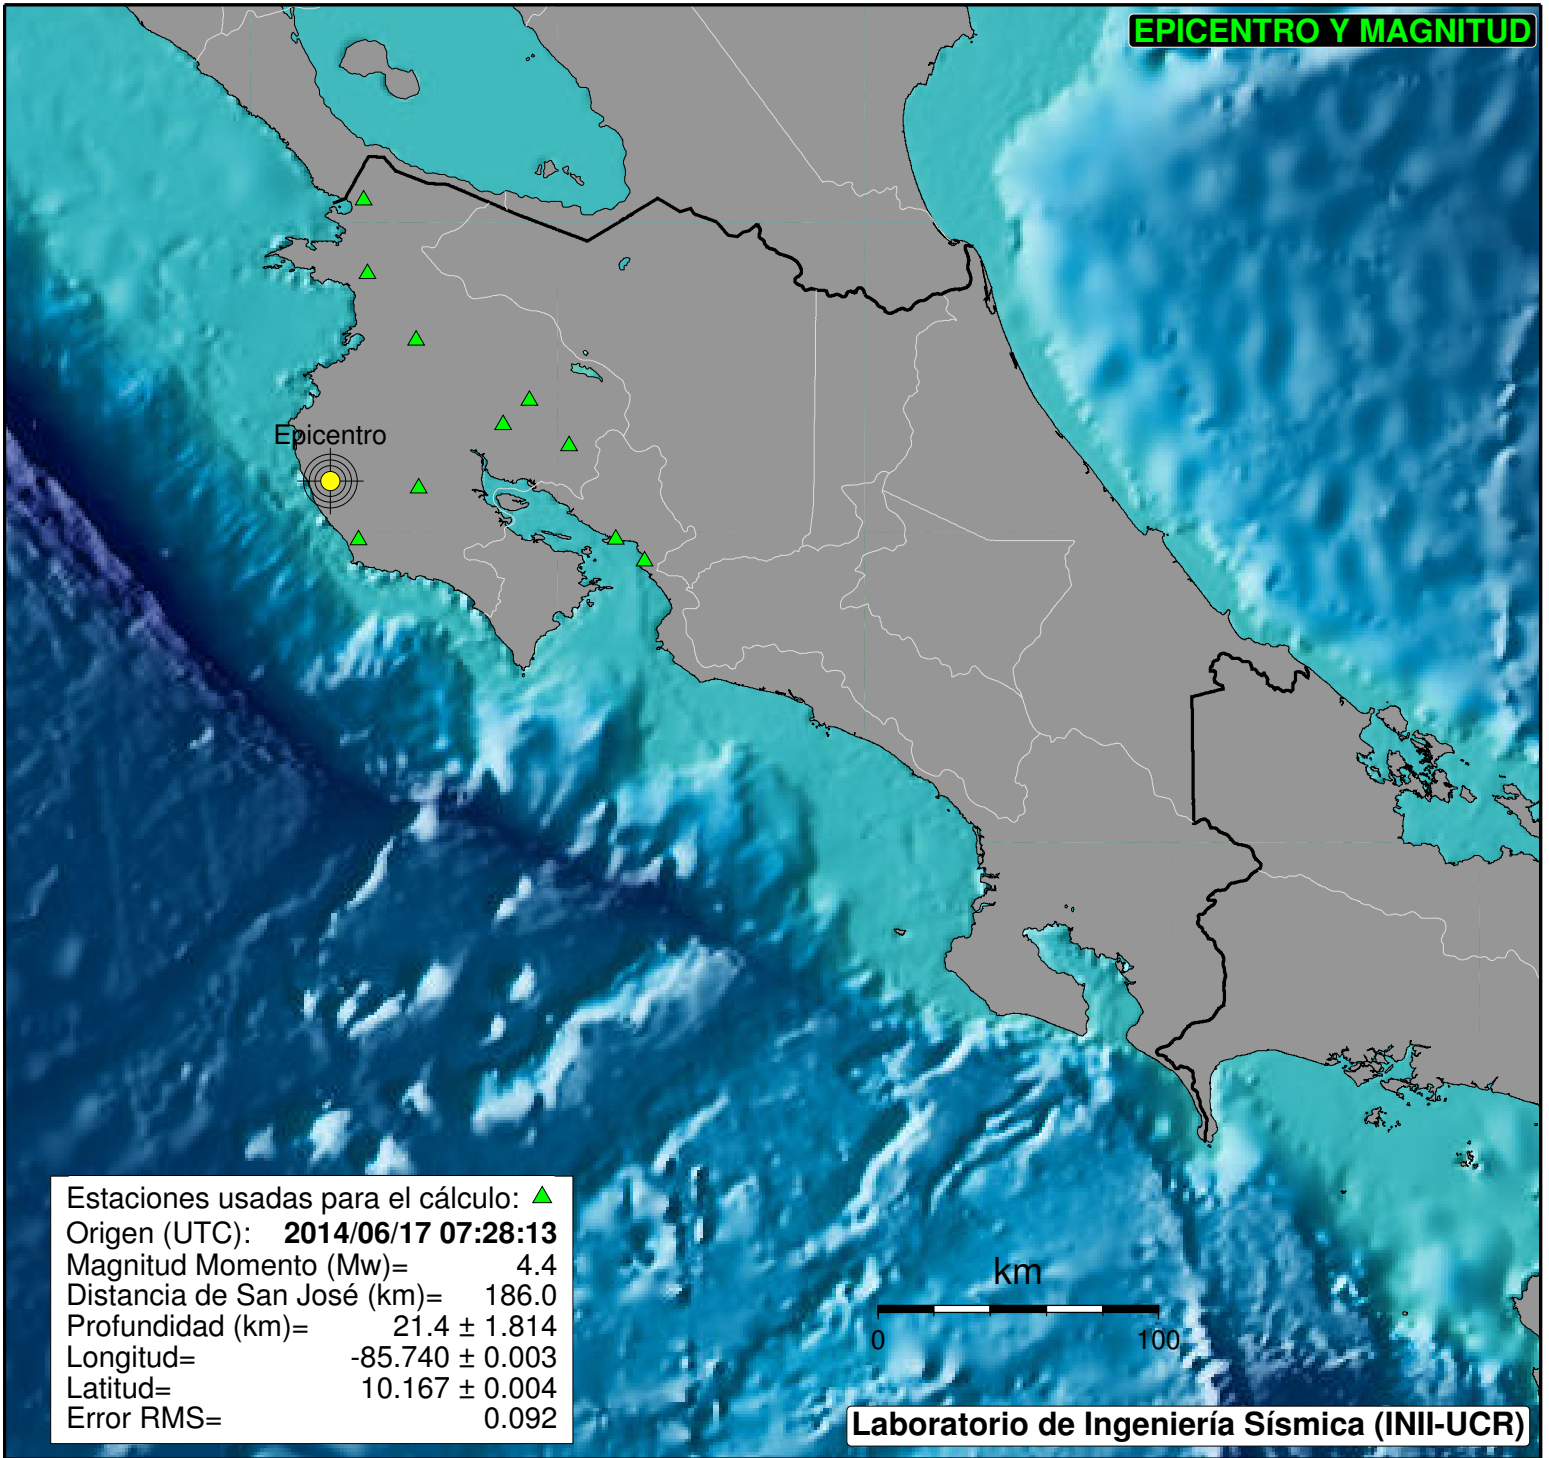 EPICENTRO Y MAGNITUD
Epicentro
Estaciones usadas para el cálculo:
Origen (UTC): 2014/06/17 07:28:13
Magnitud Momento (Mw)= 4.4
Distancia de San José (km)= 186.0
Profundidad (km)= 21.4 ± 1.814
Longitud= -85.740 ± 0.003
Latitud= 10.167 ± 0.004
Error RMS= 0.092
km
0 100
Laboratorio de Ingeniería Sísmica (INII-UCR)